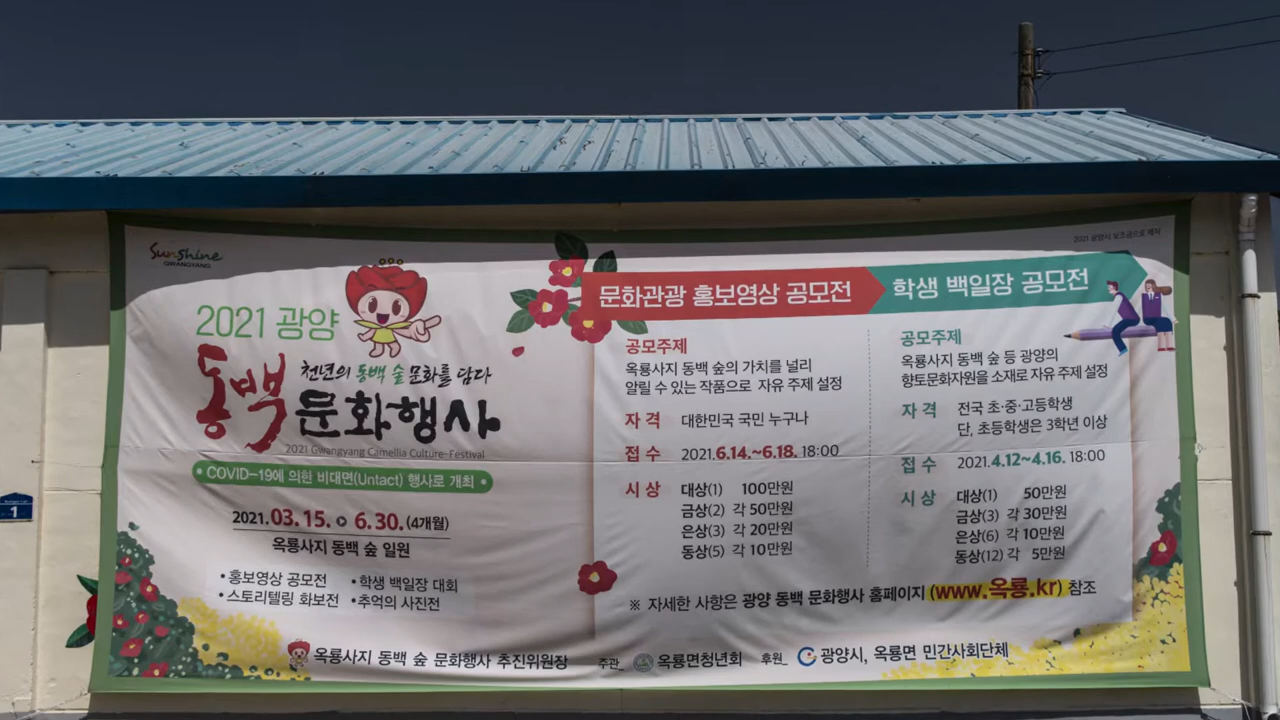 Sunshine
GWANGYANG
2021 광양시 보조금으로 제작
2021 광양
천년의 동백 숲 문화를 담다
동백 문화행사
2021 Gwangyang Camellia Culture-Festival
COVID-19에 의한 비대면(Untact) 행사로 개최
2021. 03. 15. 6. 30. (4개월)
옥룡사지 동백 숲 일원
• 홍보영상 공모전 • 학생 백일장 대회
• 스토리텔링 화보전 • 추억의 사진전
문화관광 홍보영상 공모전
공모주제
옥룡사지 동백 숲의 가치를 널리
알릴 수 있는 작품으로 자유 주제 설정
자 격 대한민국 국민 누구나
접 수 2021.6.14.~6.18. 18:00
시 상 대상(1) 100만원
금상(2) 각 50만원
은상(3) 각 20만원
동상(5) 각 10만원
학생 백일장 공모전
공모주제
옥룡사지 동백 숲 등 광양의
향토문화자원을 소재로 자유 주제 설정
자 격 전국 초·중·고등학생
단, 초등학생은 3학년 이상
접 수 2021.4.12~4.16. 18:00
시 상 대상(1) 50만원
금상(3) 각 30만원
은상(6) 각 10만원
동상(12) 각 5만원
※ 자세한 사항은 광양 동백 문화행사 홈페이지 (www.옥룡.kr) 참조
옥룡사지 동백 숲 문화행사 추진위원장 주관_ 옥룡면청년회 후원_ 광양시, 옥룡면 민간사회단체
1